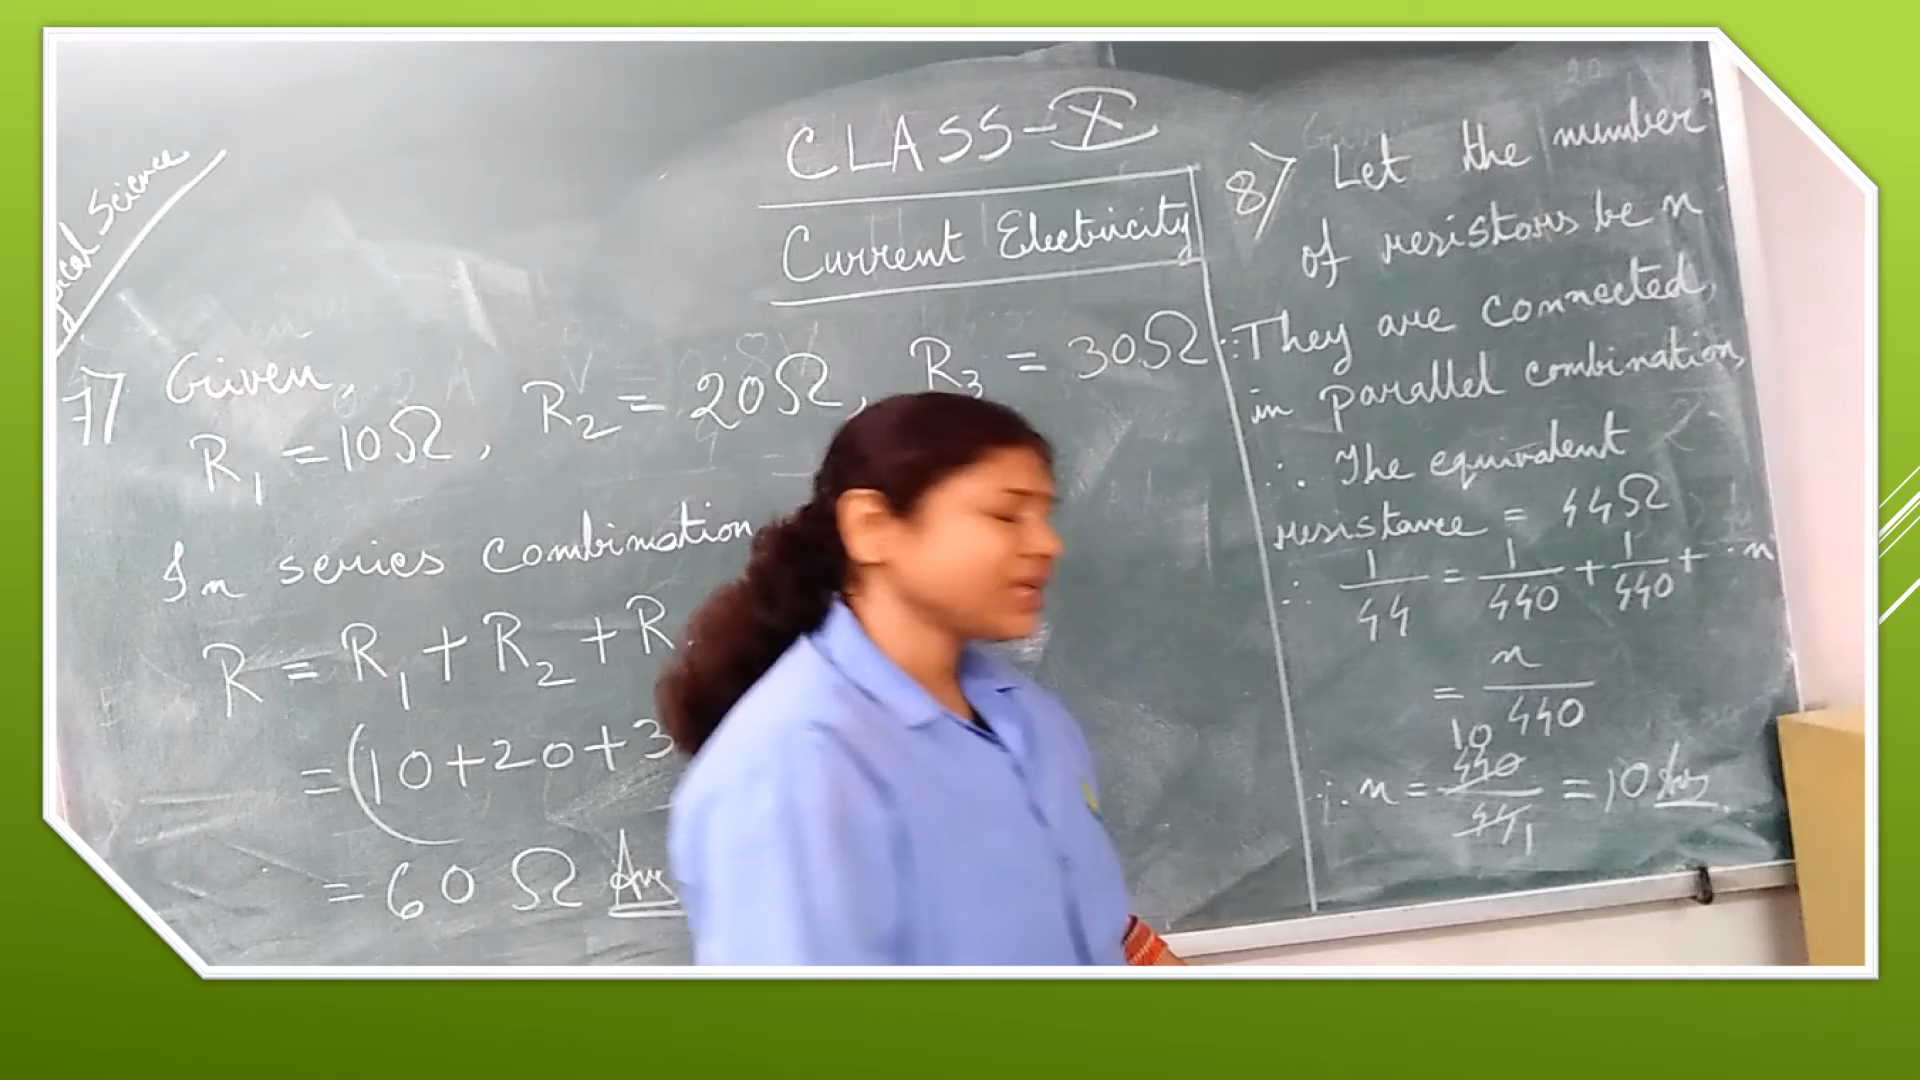 CLASS-X
Current Electricity
Science
7) Given,
R1 = 10Ω, R2 = 20Ω, R3 = 30Ω
In series combination
R = R1 + R2 + R
= (10+20+3
= 60 Ω Ans
8) Let the number
of resistors be n
∵ They are connected,
in parallel combination,
∴ The equivalent
resistance = 44Ω
∴ 1/44 = 1/440 + 1/440 + ..n
= n/440
10
∴ n = 440/44 = 10 Ans
1